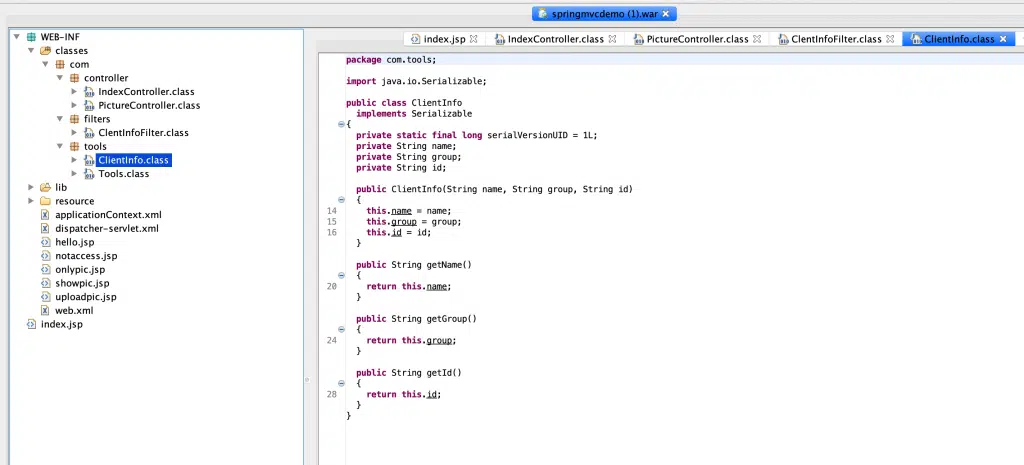 springmvcdemo (1).war
WEB-INF
classes
com
controller
IndexController.class
PictureController.class
filters
ClentInfoFilter.class
tools
ClientInfo.class
Tools.class
lib
resource
applicationContext.xml
dispatcher-servlet.xml
hello.jsp
notaccess.jsp
onlypic.jsp
showpic.jsp
uploadpic.jsp
web.xml
index.jsp
index.jsp IndexController.class PictureController.class ClentInfoFilter.class ClientInfo.class
package com.tools;
import java.io.Serializable;
public class ClientInfo
implements Serializable
{
private static final long serialVersionUID = 1L;
private String name;
private String group;
private String id;
public ClientInfo(String name, String group, String id)
{
14 this.name = name;
15 this.group = group;
16 this.id = id;
}
public String getName()
{
20 return this.name;
}
public String getGroup()
{
24 return this.group;
}
public String getId()
{
28 return this.id;
}
}